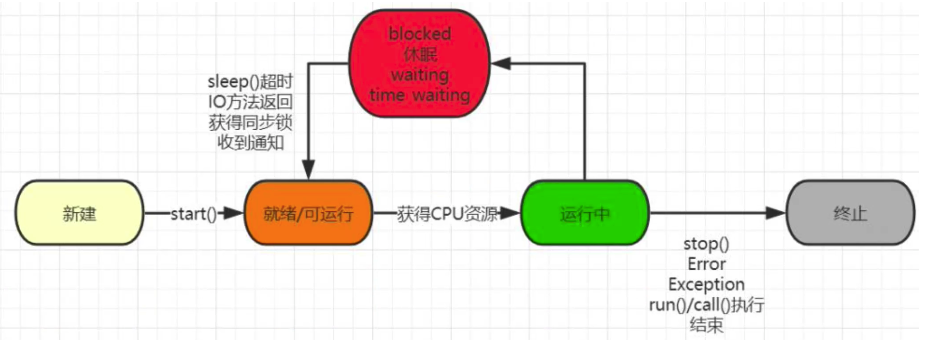 blocked
休眠
waiting
time waiting
sleep()超时
IO方法返回
获得同步锁
收到通知
新建
start()
就绪/可运行
获得CPU资源
运行中
终止
stop()
Error
Exception
run()/call()执行
结束